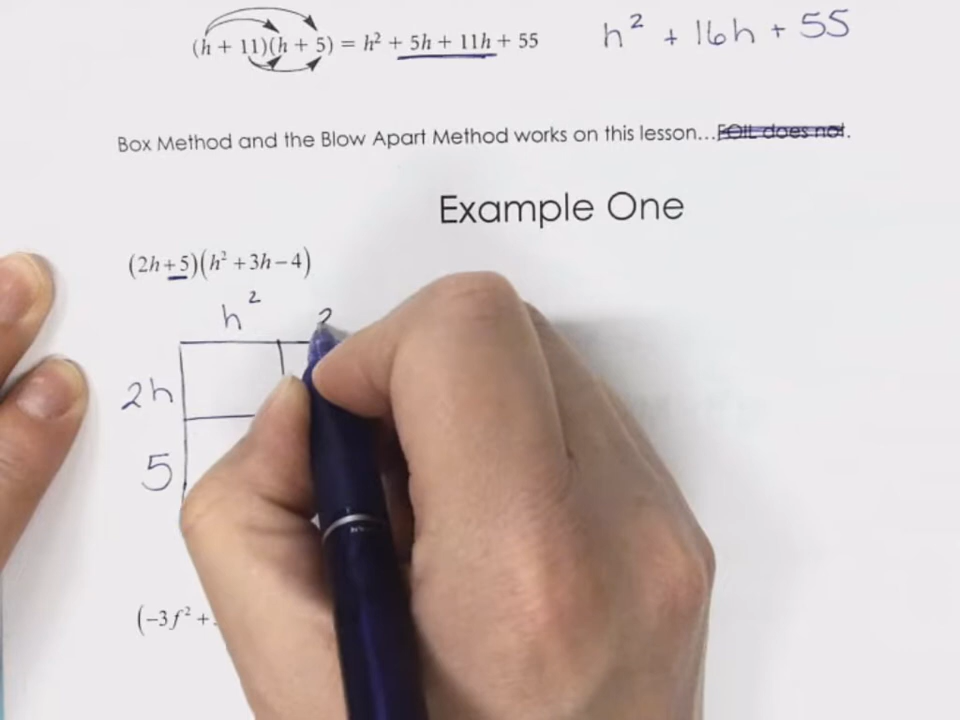 (h + 11)(h + 5) = h² + 5h + 11h + 55 h² + 16h + 55
Box Method and the Blow Apart Method works on this lesson...FOIL does not.
Example One
(2h+5)(h² +3h−4)
h²
2h
5
(−3f² +